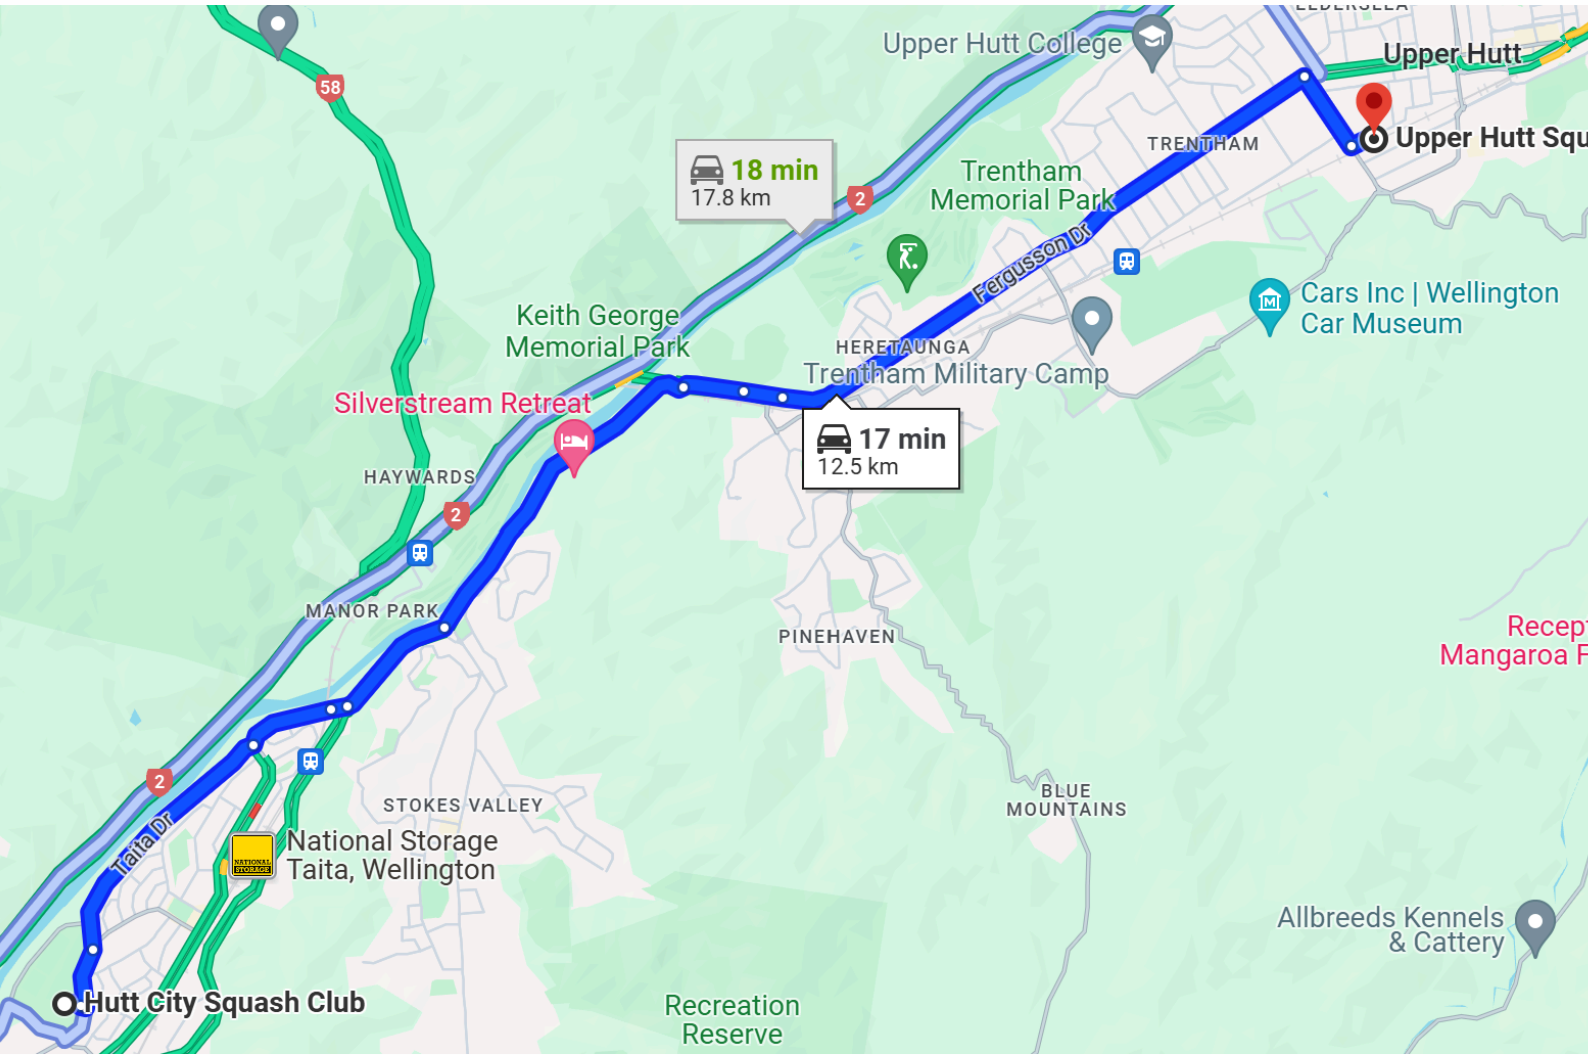 ELDERSLEA
Upper Hutt College
Upper Hutt
58
TRENTHAM
Upper Hutt Squ
18 min
17.8 km
2
Trentham
Memorial Park
Fergusson Dr
Cars Inc | Wellington
Car Museum
Keith George
Memorial Park
HERETAUNGA
Trentham Military Camp
Silverstream Retreat
17 min
12.5 km
HAYWARDS
2
MANOR PARK
PINEHAVEN
Recept
Mangaroa F
2
STOKES VALLEY
BLUE
MOUNTAINS
Taita Dr
NATIONAL
STORAGE
National Storage
Taita, Wellington
Allbreeds Kennels
& Cattery
Hutt City Squash Club
Recreation
Reserve